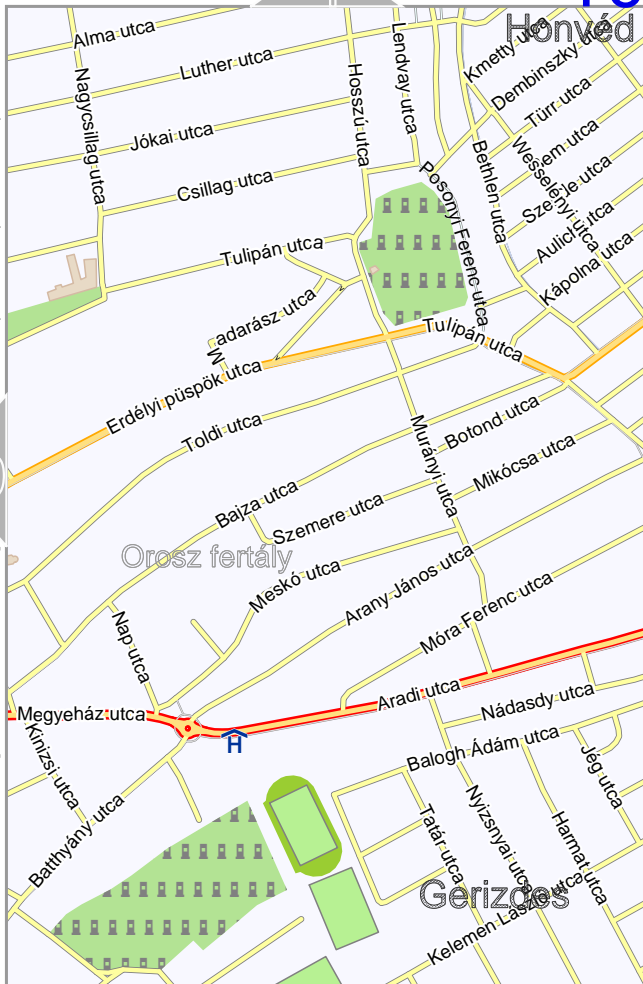 Honvéd
Alma utca
Luther utca
Nagycsillag utca
Hosszú utca
Lendvay utca
Kmetty utca
Dembinszky utca
Türr utca
Jókai utca
Csillag utca
Bethlen utca
Wesselényi utca
Posonyi Ferenc utca
Aulich utca
Kápolna utca
Tulipán utca
adarász utca
M
Tulipán utca
Erdélyi püspök utca
Toldi utca
Murányi utca
Botond utca
Mikócsa utca
Bajza utca
Szemere utca
Orosz fertály
Meskó utca
Arany János utca
Móra Ferenc utca
Nap utca
Megyeház utca
Aradi utca
Nádasdy utca
H
Kinizsi utca
Balogh Ádám utca
Jég utca
Batthyány utca
Tatár utca
Nyizsnyai utca
Harmat utca
Gerizdes
Kelemen László utca